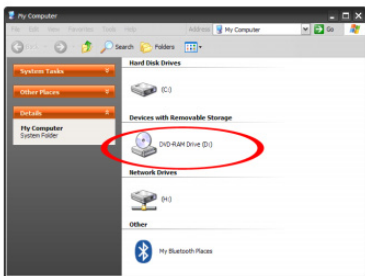 My Computer
File Edit View Favorites Tools Help Address My Computer Go
Search Folders
Hard Disk Drives
System Tasks
(C:)
Other Places
Details
Devices with Removable Storage
My Computer
System Folder
DVD-RAM Drive (D:)
Network Drives
(H:)
Other
My Bluetooth Places